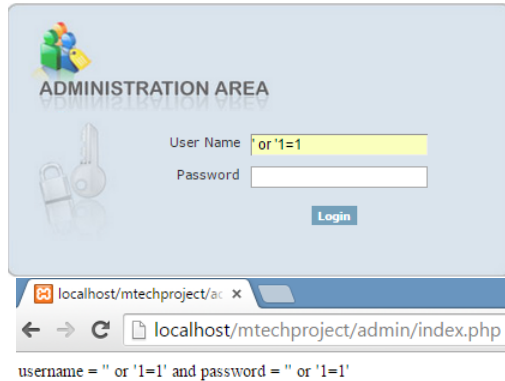 ADMINISTRATION AREA
User Name ' or '1=1
Password
Login
localhost/mtechproject/ac ×
localhost/mtechproject/admin/index.php
username = '' or '1=1' and password = '' or '1=1'